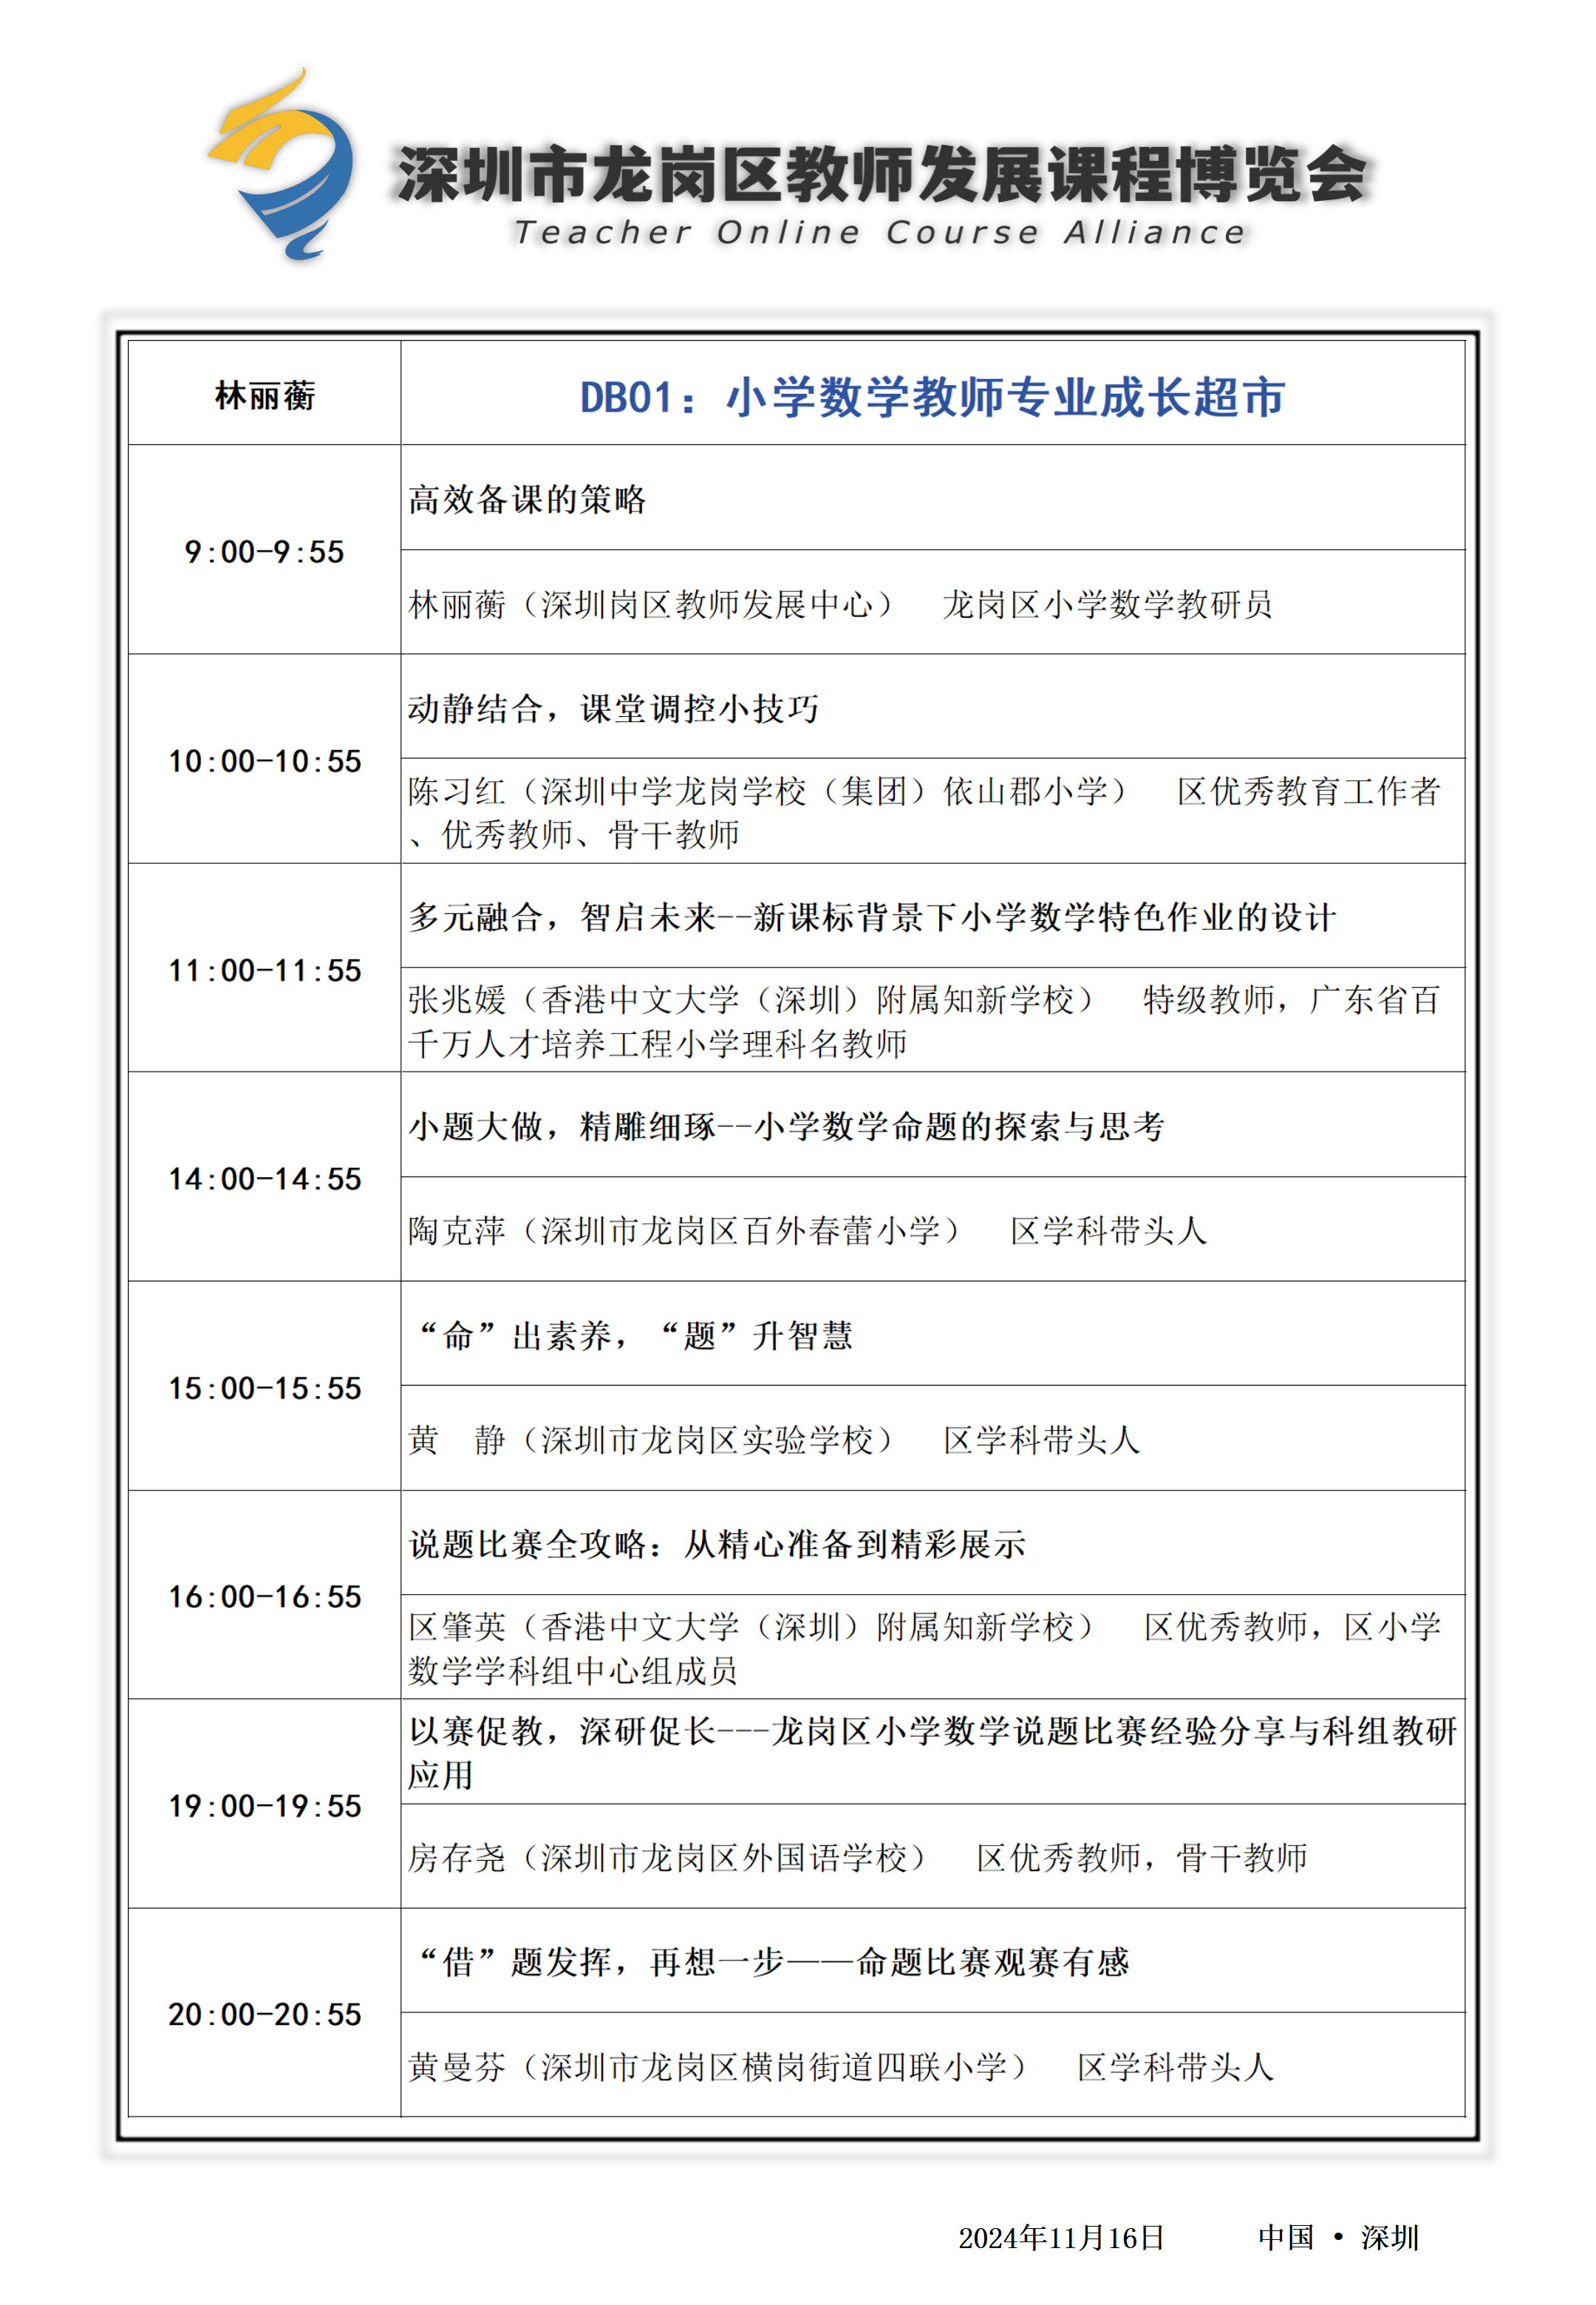 深圳市龙岗区教师发展课程博览会
Teacher Online Course Alliance
林丽蘅
DB01：小学数学教师专业成长超市
9:00-9:55
高效备课的策略
林丽蘅（深圳岗区教师发展中心）　龙岗区小学数学教研员
10:00-10:55
动静结合，课堂调控小技巧
陈习红（深圳中学龙岗学校（集团）依山郡小学）　区优秀教育工作者
、优秀教师、骨干教师
11:00-11:55
多元融合，智启未来--新课标背景下小学数学特色作业的设计
张兆媛（香港中文大学（深圳）附属知新学校）　特级教师，广东省百
千万人才培养工程小学理科名教师
14:00-14:55
小题大做，精雕细琢--小学数学命题的探索与思考
陶克萍（深圳市龙岗区百外春蕾小学）　区学科带头人
15:00-15:55
“命”出素养，“题”升智慧
黄　静（深圳市龙岗区实验学校）　区学科带头人
16:00-16:55
说题比赛全攻略：从精心准备到精彩展示
区肇英（香港中文大学（深圳）附属知新学校）　区优秀教师，区小学
数学学科组中心组成员
19:00-19:55
以赛促教，深研促长---龙岗区小学数学说题比赛经验分享与科组教研
应用
房存尧（深圳市龙岗区外国语学校）　区优秀教师，骨干教师
20:00-20:55
“借”题发挥，再想一步——命题比赛观赛有感
黄曼芬（深圳市龙岗区横岗街道四联小学）　区学科带头人
2024年11月16日　　　中国 • 深圳